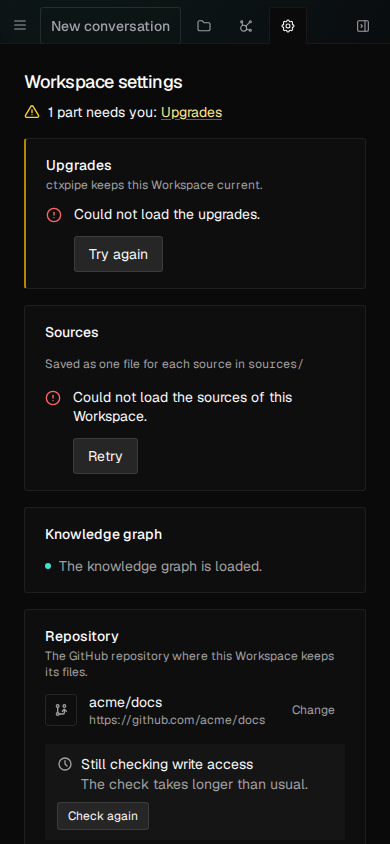 New conversation
Workspace settings
1 part needs you: Upgrades
Upgrades
ctxpipe keeps this Workspace current.
Could not load the upgrades.
Try again
Sources
Saved as one file for each source in sources/
Could not load the sources of this
Workspace.
Retry
Knowledge graph
The knowledge graph is loaded.
Repository
The GitHub repository where this Workspace keeps
its files.
acme/docs
https://github.com/acme/docs
Change
Still checking write access
The check takes longer than usual.
Check again